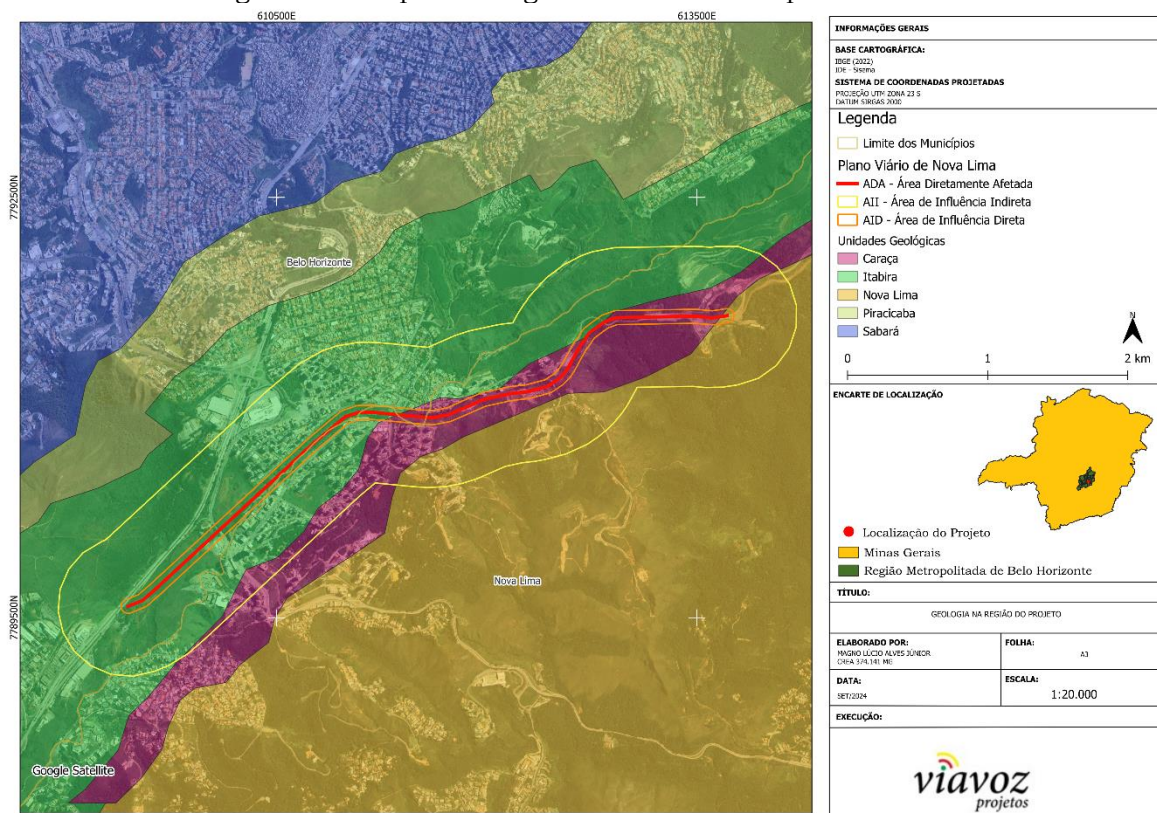 610500E
613500E
7792500N
7789500N
Belo Horizonte
Nova Lima
Google Satellite
INFORMAÇÕES GERAIS
BASE CARTOGRÁFICA:
IBGE (2022)
IDE - Sisema
SISTEMA DE COORDENADAS PROJETADAS
PROJEÇÃO UTM ZONA 23 S
DATUM SIRGAS 2000
Legenda
Limite dos Municípios
Plano Viário de Nova Lima
ADA - Área Diretamente Afetada
AII - Área de Influência Indireta
AID - Área de Influência Direta
Unidades Geológicas
Caraça
Itabira
Nova Lima
Piracicaba
Sabará
N
0 1 2 km
ENCARTE DE LOCALIZAÇÃO
Localização do Projeto
Minas Gerais
Região Metropolitada de Belo Horizonte
TÍTULO:
GEOLOGIA NA REGIÃO DO PROJETO
ELABORADO POR:
MAGNO LÚCIO ALVES JÚNIOR
CREA 374.141 MG
FOLHA:
A3
DATA:
SET/2024
ESCALA:
1:20.000
EXECUÇÃO:
viavoz
projetos